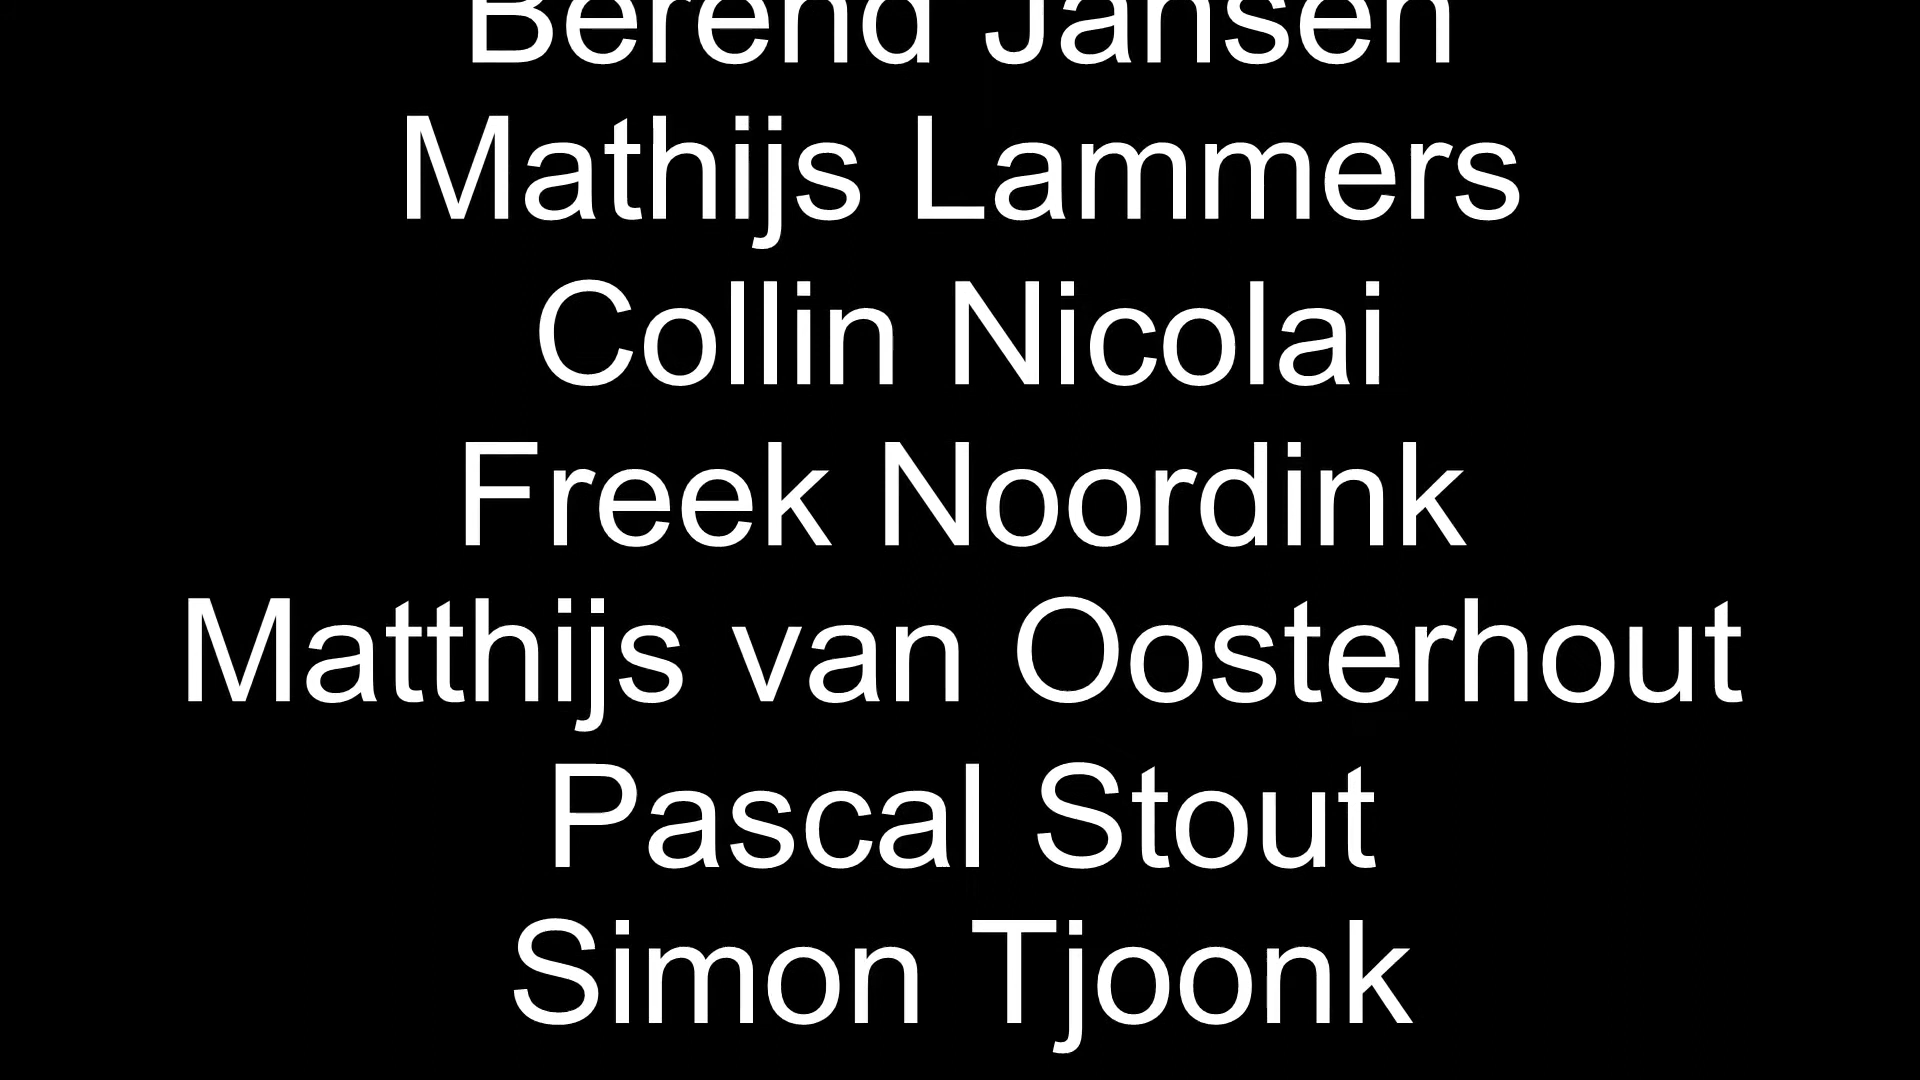 Berend Jansen
Mathijs Lammers
Collin Nicolai
Freek Noordink
Matthijs van Oosterhout
Pascal Stout
Simon Tjoonk